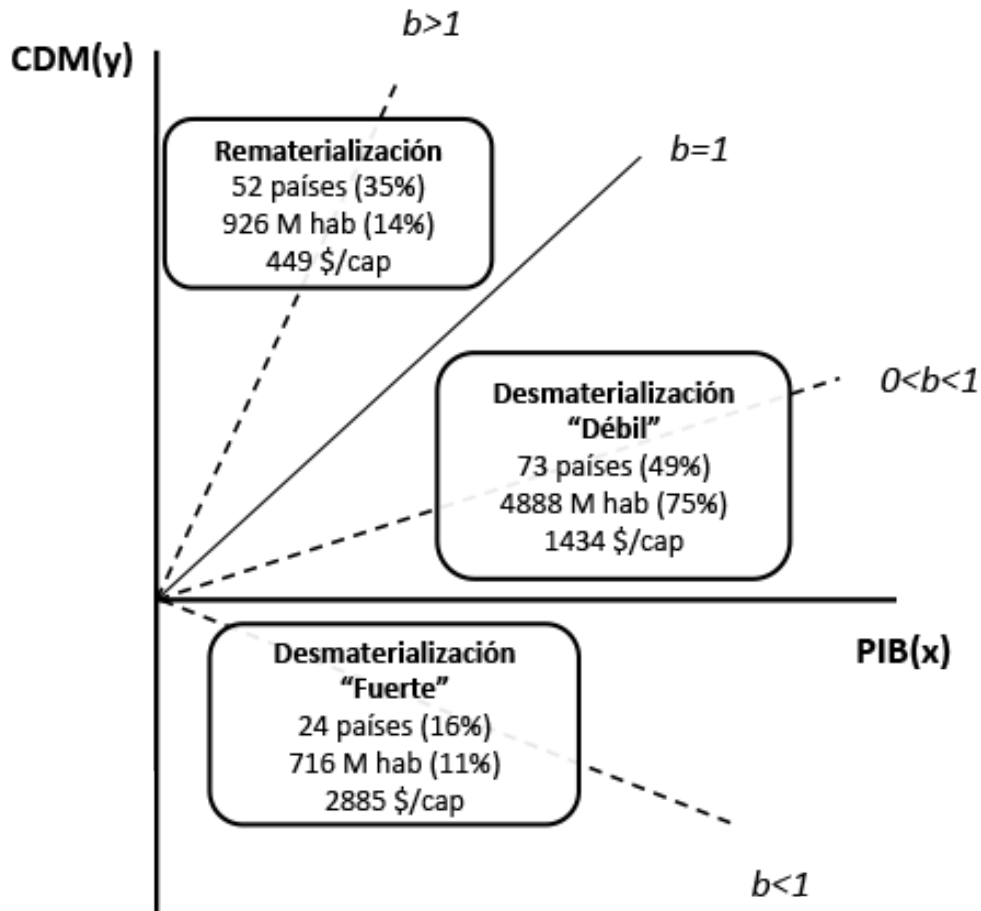 b>1
CDM(y)
b=1
Rematerialización
52 países (35%)
926 M hab (14%)
449 $/cap
0<b<1
Desmaterialización
“Débil”
73 países (49%)
4888 M hab (75%)
1434 $/cap
PIB(x)
Desmaterialización
“Fuerte”
24 países (16%)
716 M hab (11%)
2885 $/cap
b<1